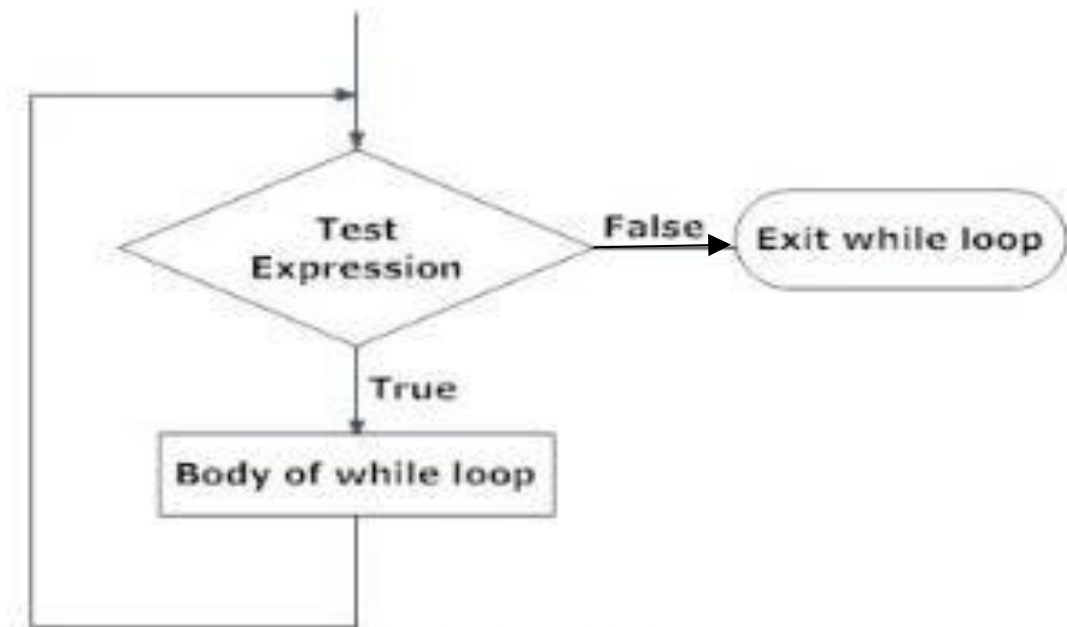 Test
Expression
False
Exit while loop
True
Body of while loop